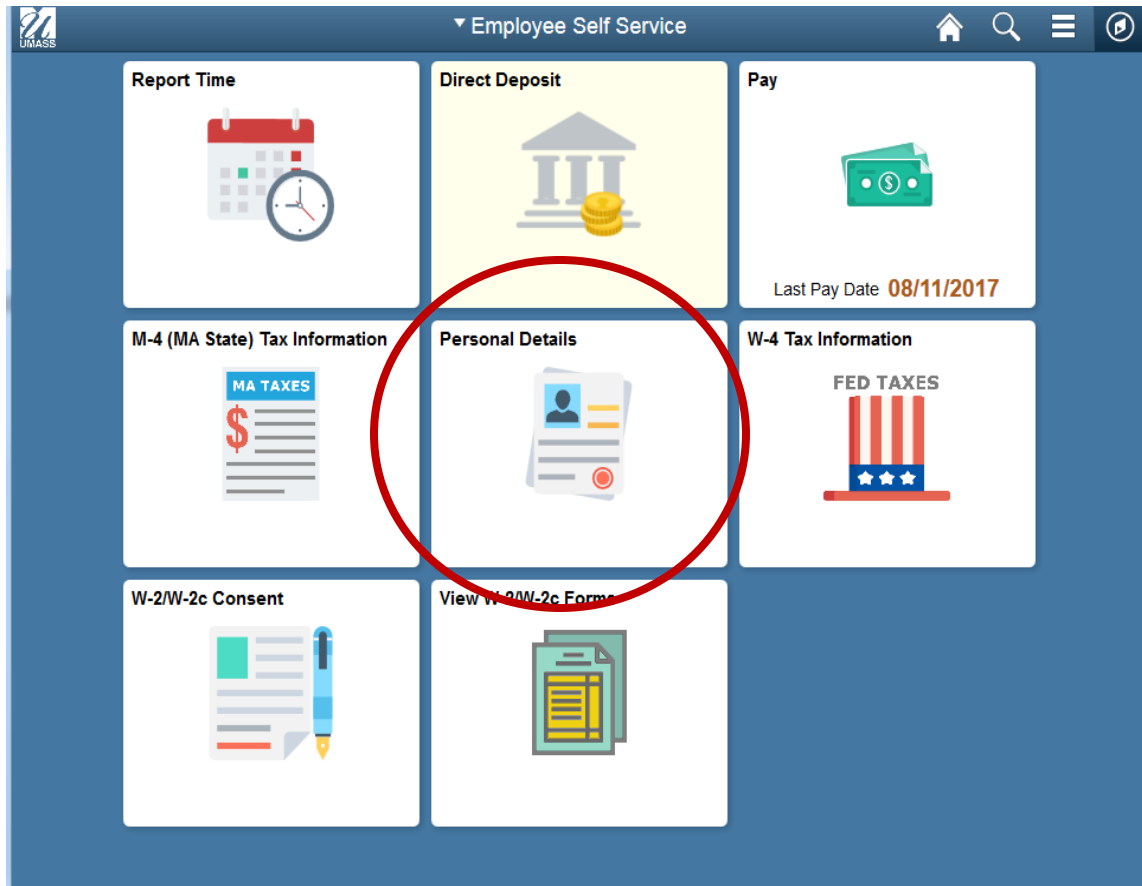 UMASS
Employee Self Service
Report Time
Direct Deposit
Pay
$
Last Pay Date 08/11/2017
M-4 (MA State) Tax Information
Personal Details
W-4 Tax Information
MA TAXES
$
FED TAXES
W-2/W-2c Consent
View W-2/W-2c Forms